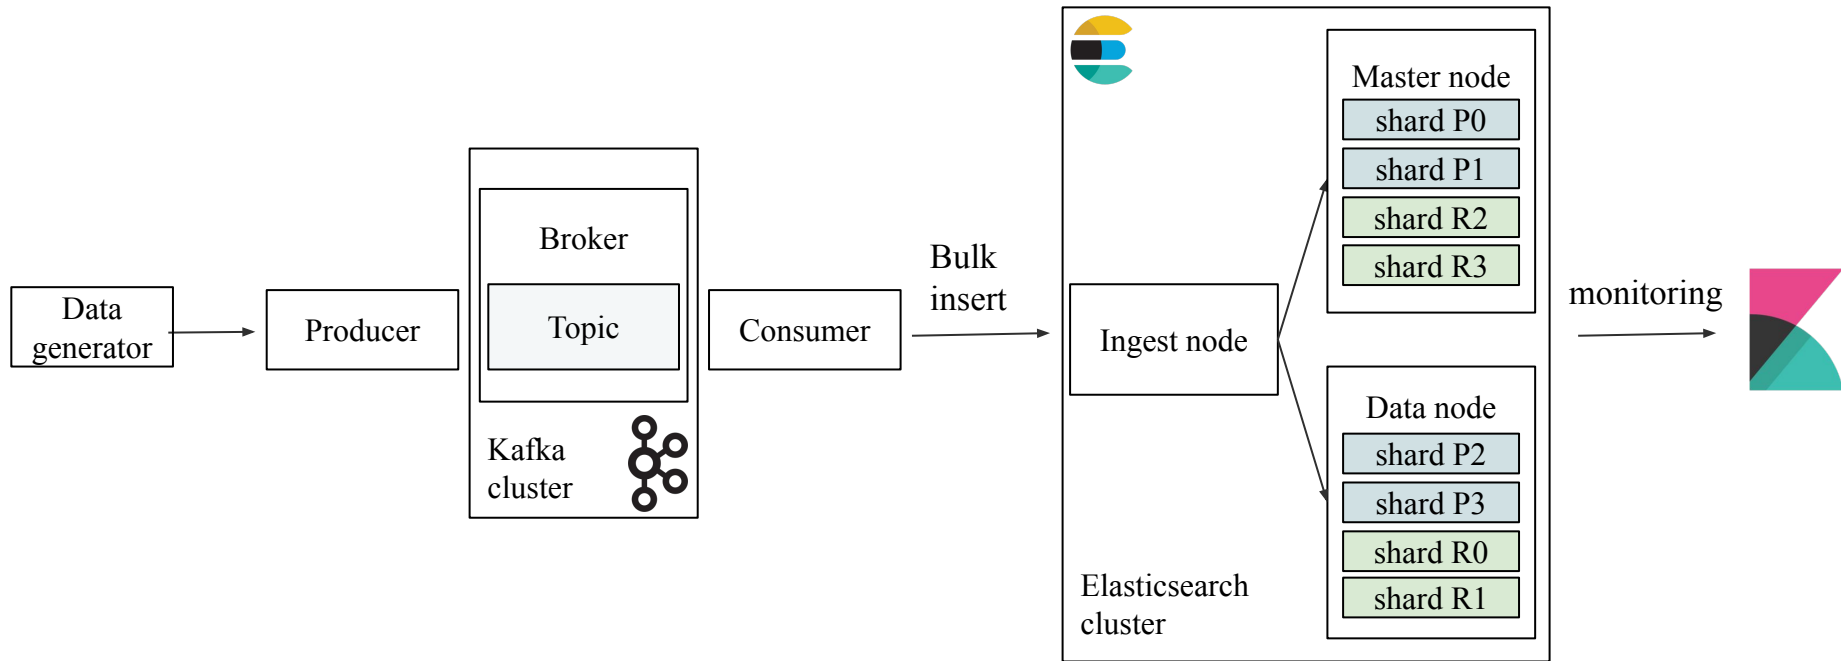 Data
generator
Producer
Broker
Topic
Kafka
cluster
Consumer
Bulk
insert
Ingest node
Master node
shard P0
shard P1
shard R2
shard R3
Data node
shard P2
shard P3
shard R0
shard R1
Elasticsearch
cluster
monitoring